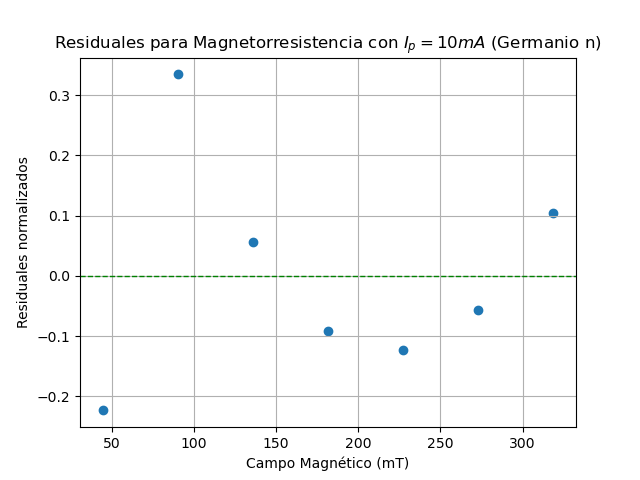 Residuales para Magnetorresistencia con $I_p = 10mA$ (Germanio n)
Residuales normalizados
0.3
0.2
0.1
0.0
−0.1
−0.2
50 100 150 200 250 300
Campo Magnético (mT)